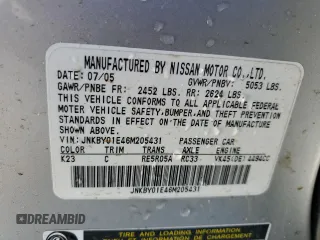 MANUFACTURED BY NISSAN MOTOR CO.,LTD.
DATE: 07/05 GVWR/PNBV: 5053 LBS.
GAWR/PNBE FR: 2452 LBS. RR: 2624 LBS.
THIS VEHICLE CONFORMS TO ALL APPLICABLE FEDERAL
MOTOR VEHICLE SAFETY, BUMPER, AND THEFT PREVENTION
STANDARDS IN EFFECT ON THE DATE OF MANUFACTURE
SHOWN ABOVE.
VIN: JNKBY01E46M205431 PASSENGER CAR
COLOR TRIM TRANS AXLE ENGINE
K23 C RE5R05A RC33 VK45(DE)
JNKBY01E46M205431